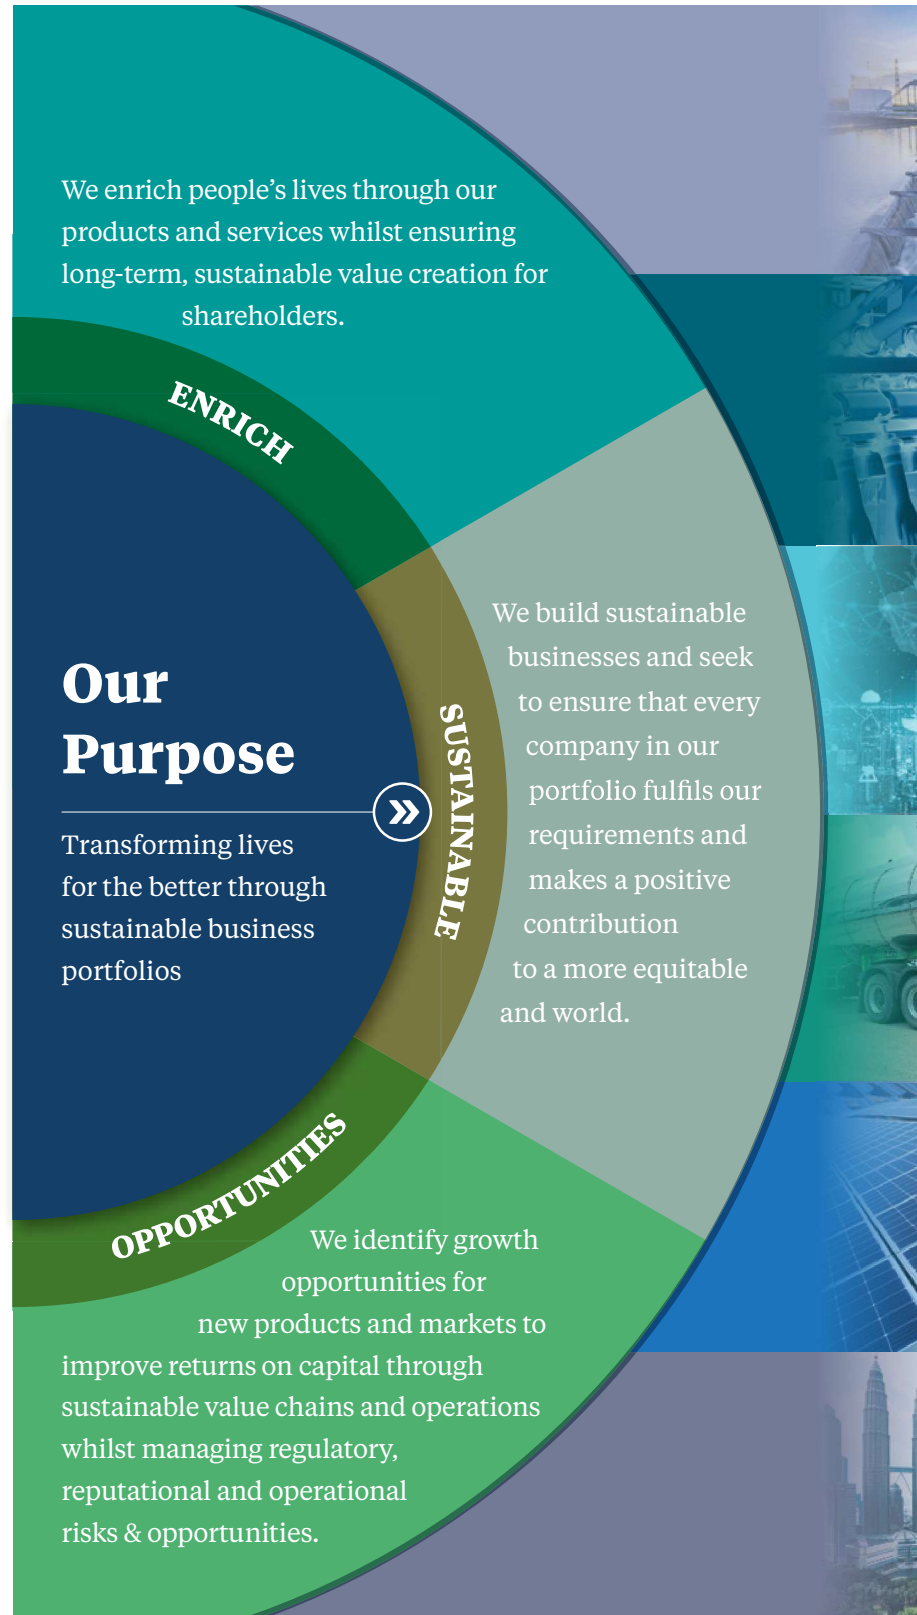 We enrich people’s lives through our
products and services whilst ensuring
long-term, sustainable value creation for
shareholders.
ENRICH
Our
Purpose
Transforming lives
for the better through
sustainable business
portfolios
SUSTAINABLE
We build sustainable
businesses and seek
to ensure that every
company in our
portfolio fulfils our
requirements and
makes a positive
contribution
to a more equitable
and world.
OPPORTUNITIES
We identify growth
opportunities for
new products and markets to
improve returns on capital through
sustainable value chains and operations
whilst managing regulatory,
reputational and operational
risks & opportunities.